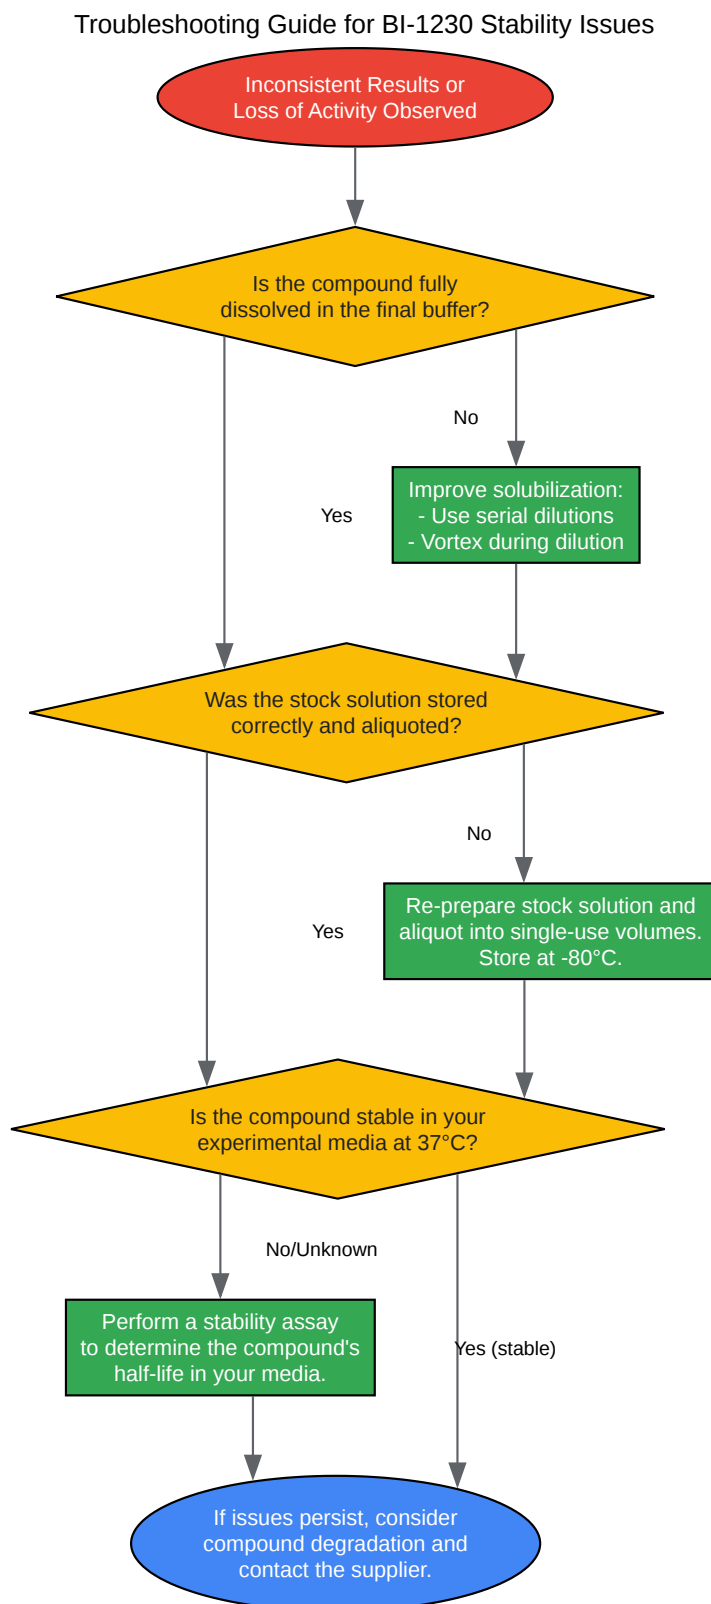 Troubleshooting Guide for BI-1230 Stability Issues
Inconsistent Results or
Loss of Activity Observed
Is the compound fully
dissolved in the final buffer?
No
Improve solubilization:
- Use serial dilutions
- Vortex during dilution
Yes
Was the stock solution stored
correctly and aliquoted?
No
Re-prepare stock solution and
aliquot into single-use volumes.
Store at -80°C.
Yes
Is the compound stable in your
experimental media at 37°C?
No/Unknown
Perform a stability assay
to determine the compound's
half-life in your media.
Yes (stable)
If issues persist, consider
compound degradation and
contact the supplier.